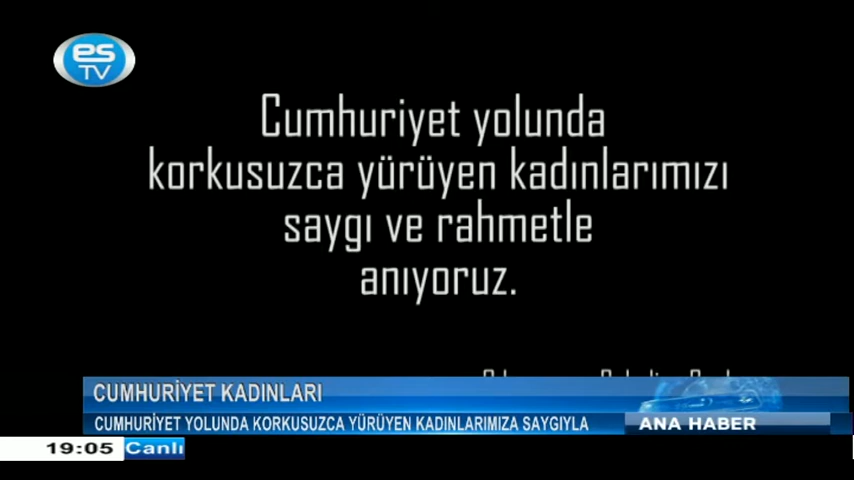 es
TV
Cumhuriyet yolunda
korkusuzca yürüyen kadınlarımızı
saygı ve rahmetle
anıyoruz.
CUMHURİYET KADINLARI
CUMHURİYET YOLUNDA KORKUSUZCA YÜRÜYEN KADINLARIMIZA SAYGIYLA
ANA HABER
19:05 Canlı